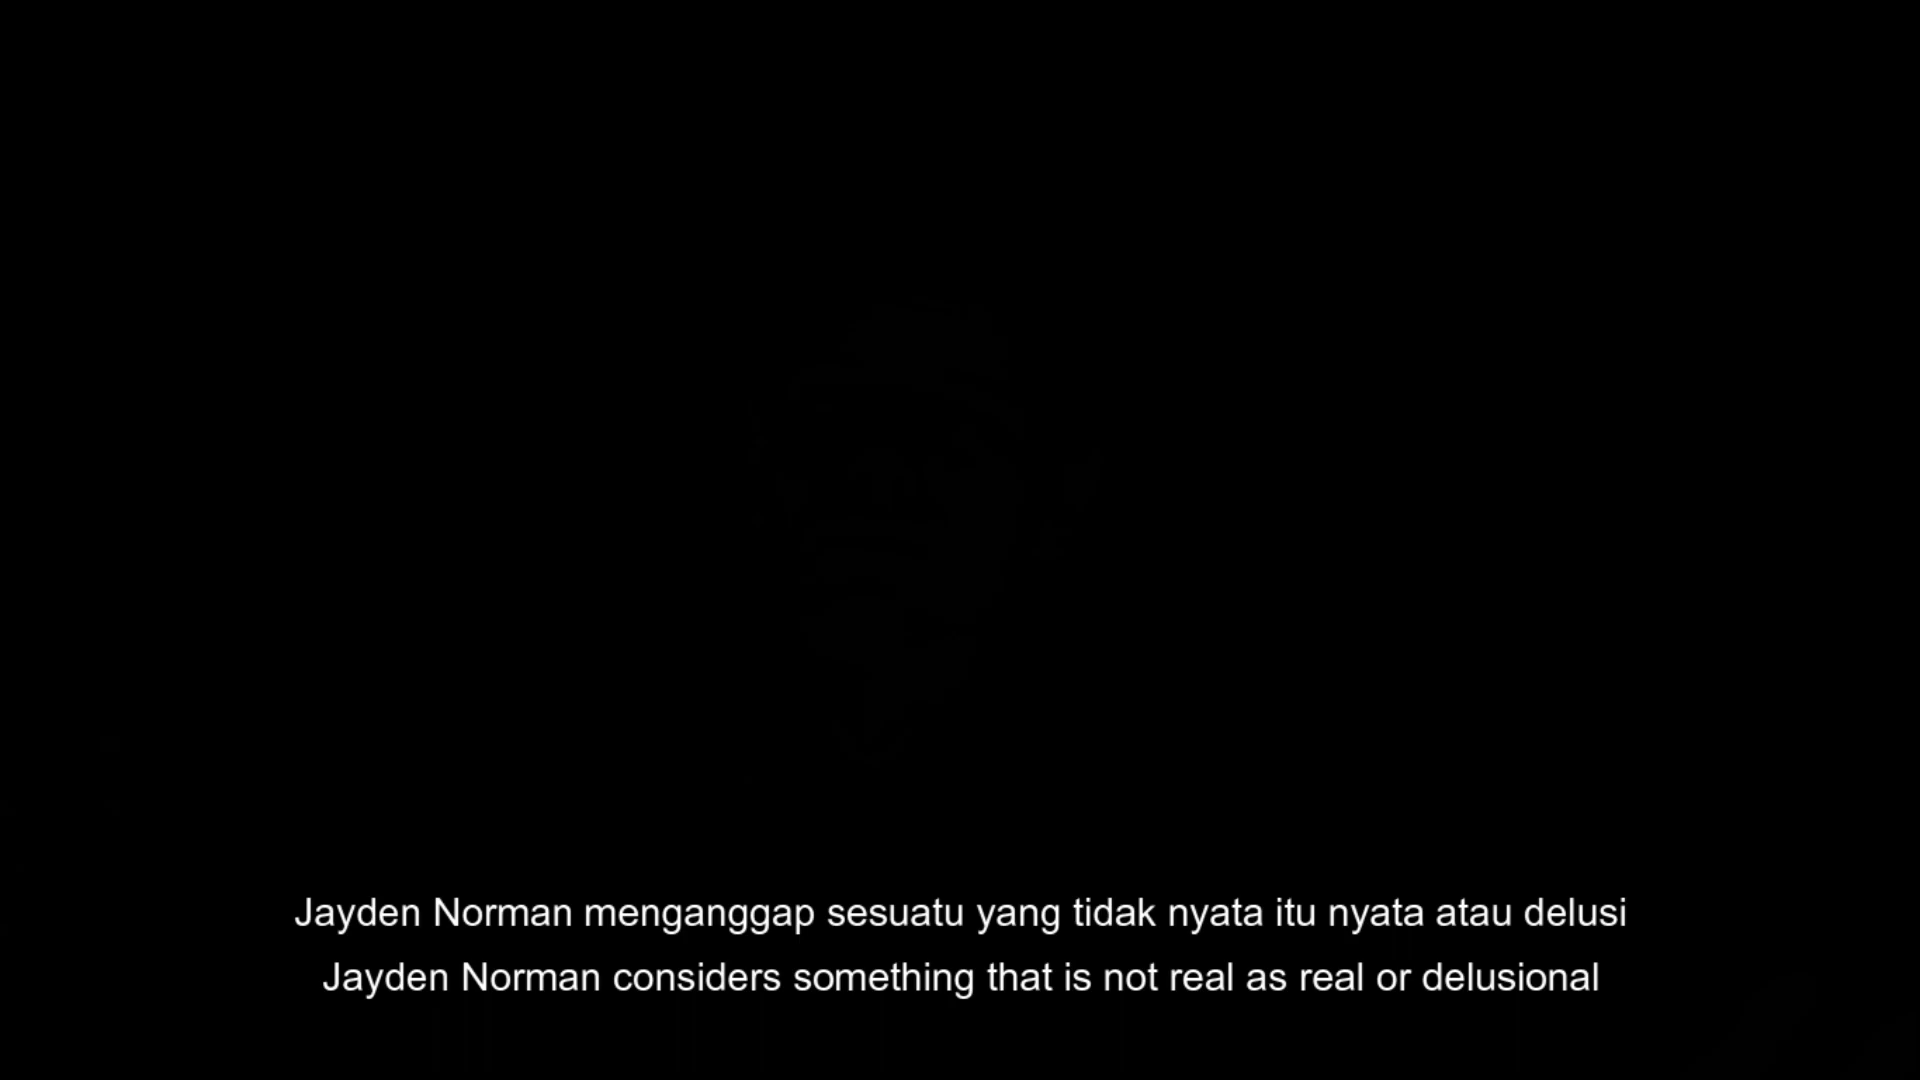 Jayden Norman menganggap sesuatu yang tidak nyata itu nyata atau delusi
Jayden Norman considers something that is not real as real or delusional